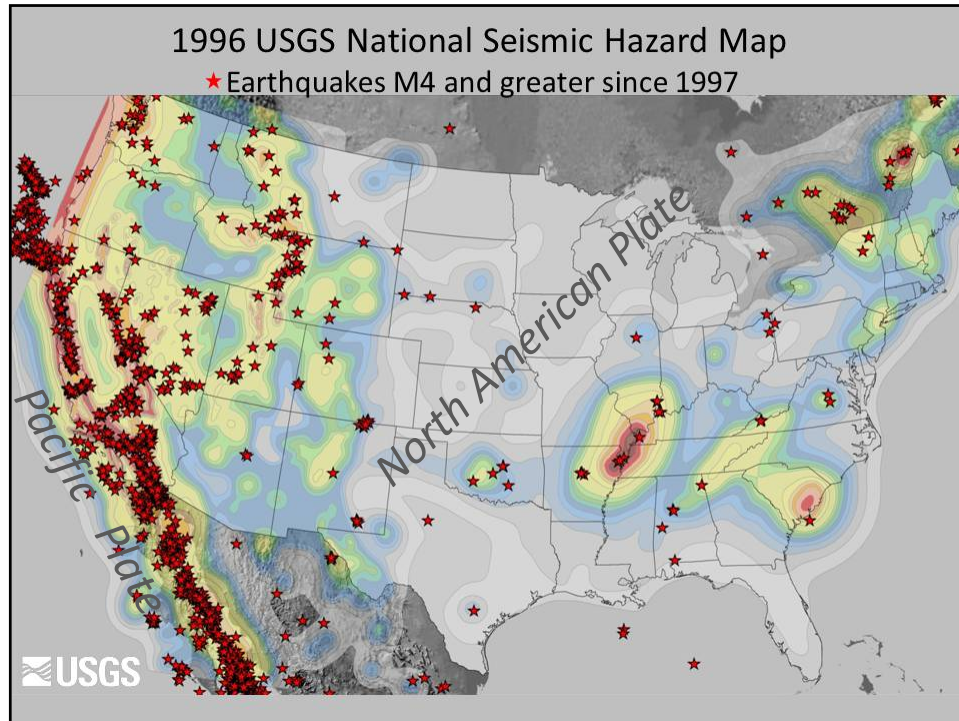 1996 USGS National Seismic Hazard Map
Earthquakes M4 and greater since 1997
North American Plate
Pacific Plate
USGS